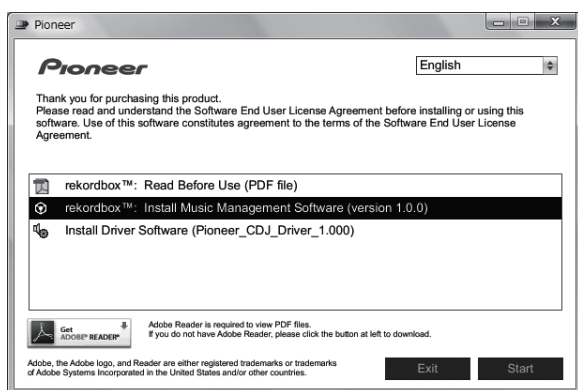 Pioneer
Pioneer
English
Thank you for purchasing this product.
Please read and understand the Software End User License Agreement before installing or using this
software. Use of this software constitutes agreement to the terms of the Software End User License
Agreement.
rekordbox™: Read Before Use (PDF file)
rekordbox™: Install Music Management Software (version 1.0.0)
Install Driver Software (Pioneer_CDJ_Driver_1.000)
Get
ADOBE® READER®
Adobe Reader is required to view PDF files.
If you do not have Adobe Reader, please click the button at left to download.
Adobe, the Adobe logo, and Reader are either registered trademarks or trademarks
of Adobe Systems Incorporated in the United States and/or other countries.
Exit
Start